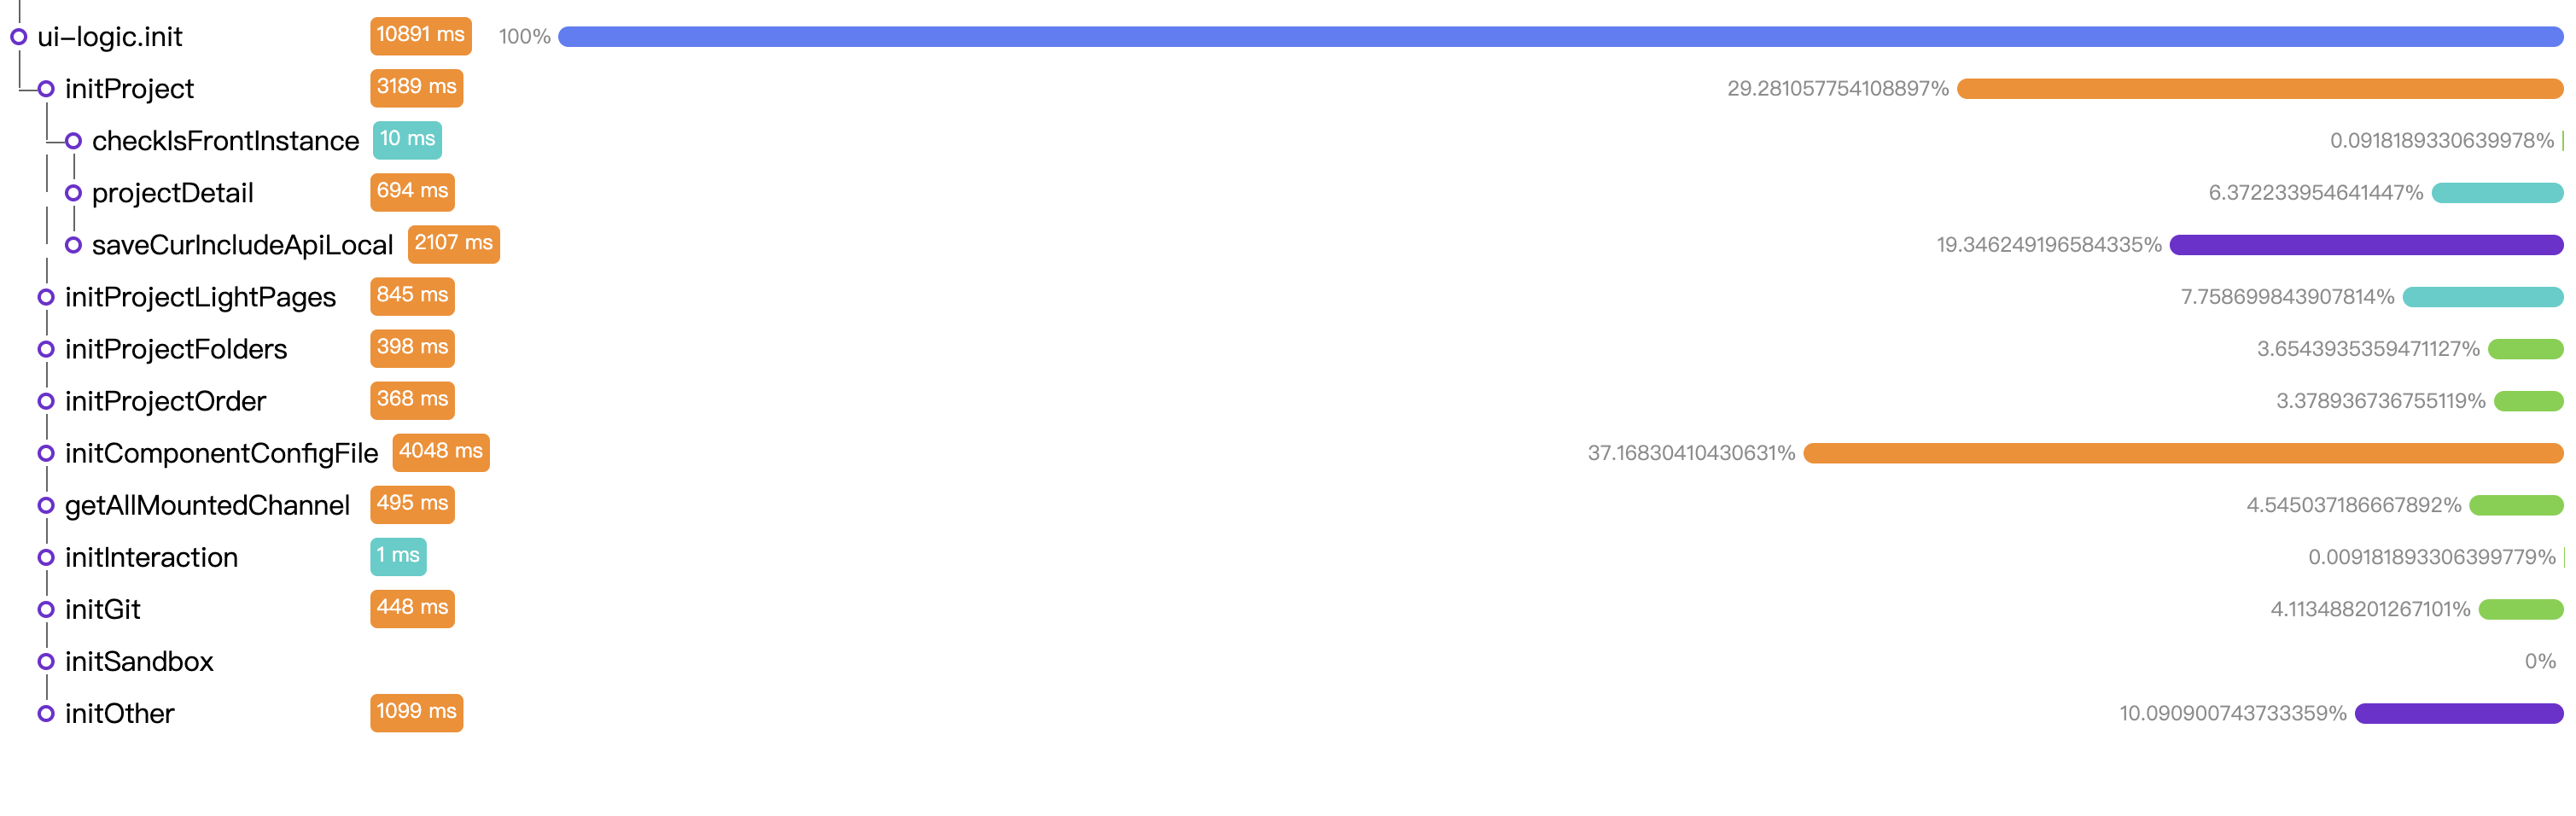 ui-logic.init 10891 ms 100%
initProject 3189 ms 29.281057754108897%
checkIsFrontInstance 10 ms 0.0918189330639978%
projectDetail 694 ms 6.372233954641447%
saveCurIncludeApiLocal 2107 ms 19.346249196584335%
initProjectLightPages 845 ms 7.758699843907814%
initProjectFolders 398 ms 3.6543935359471127%
initProjectOrder 368 ms 3.378936736755119%
initComponentConfigFile 4048 ms 37.16830410430631%
getAllMountedChannel 495 ms 4.545037186667892%
initInteraction 1 ms 0.009181893306399779%
initGit 448 ms 4.113488201267101%
initSandbox 0%
initOther 1099 ms 10.090900743733359%